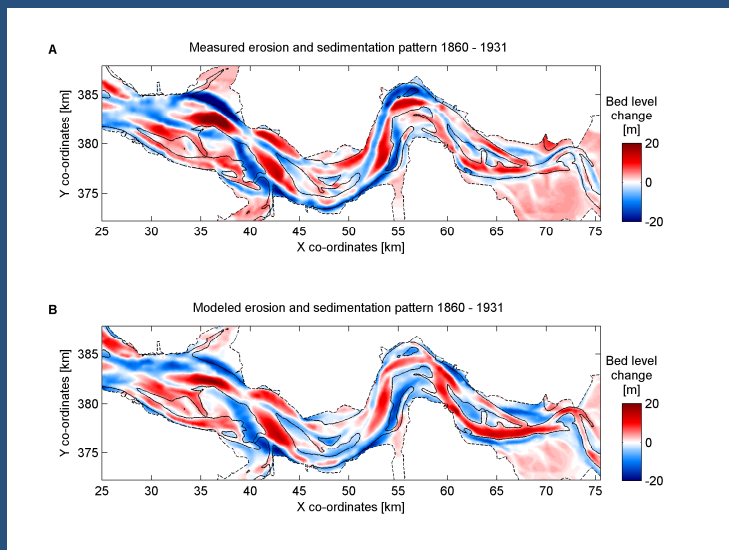 A
Measured erosion and sedimentation pattern 1860 - 1931
385
380
375
Y co-ordinates [km]
25 30 35 40 45 50 55 60 65 70 75
X co-ordinates [km]
Bed level
change
[m]
20
0
-20
B
Modeled erosion and sedimentation pattern 1860 - 1931
385
380
375
Y co-ordinates [km]
25 30 35 40 45 50 55 60 65 70 75
X co-ordinates [km]
Bed level
change
[m]
20
0
-20